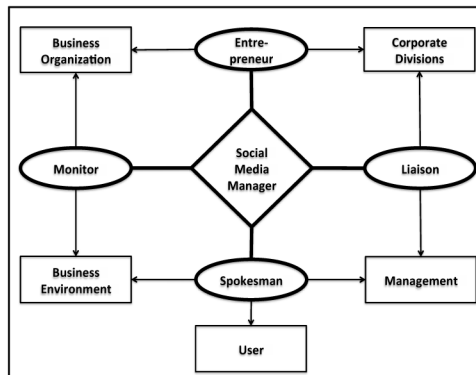 Business
Organization
Entre-
preneur
Corporate
Divisions
Monitor
Social
Media
Manager
Liaison
Business
Environment
Spokesman
Management
User